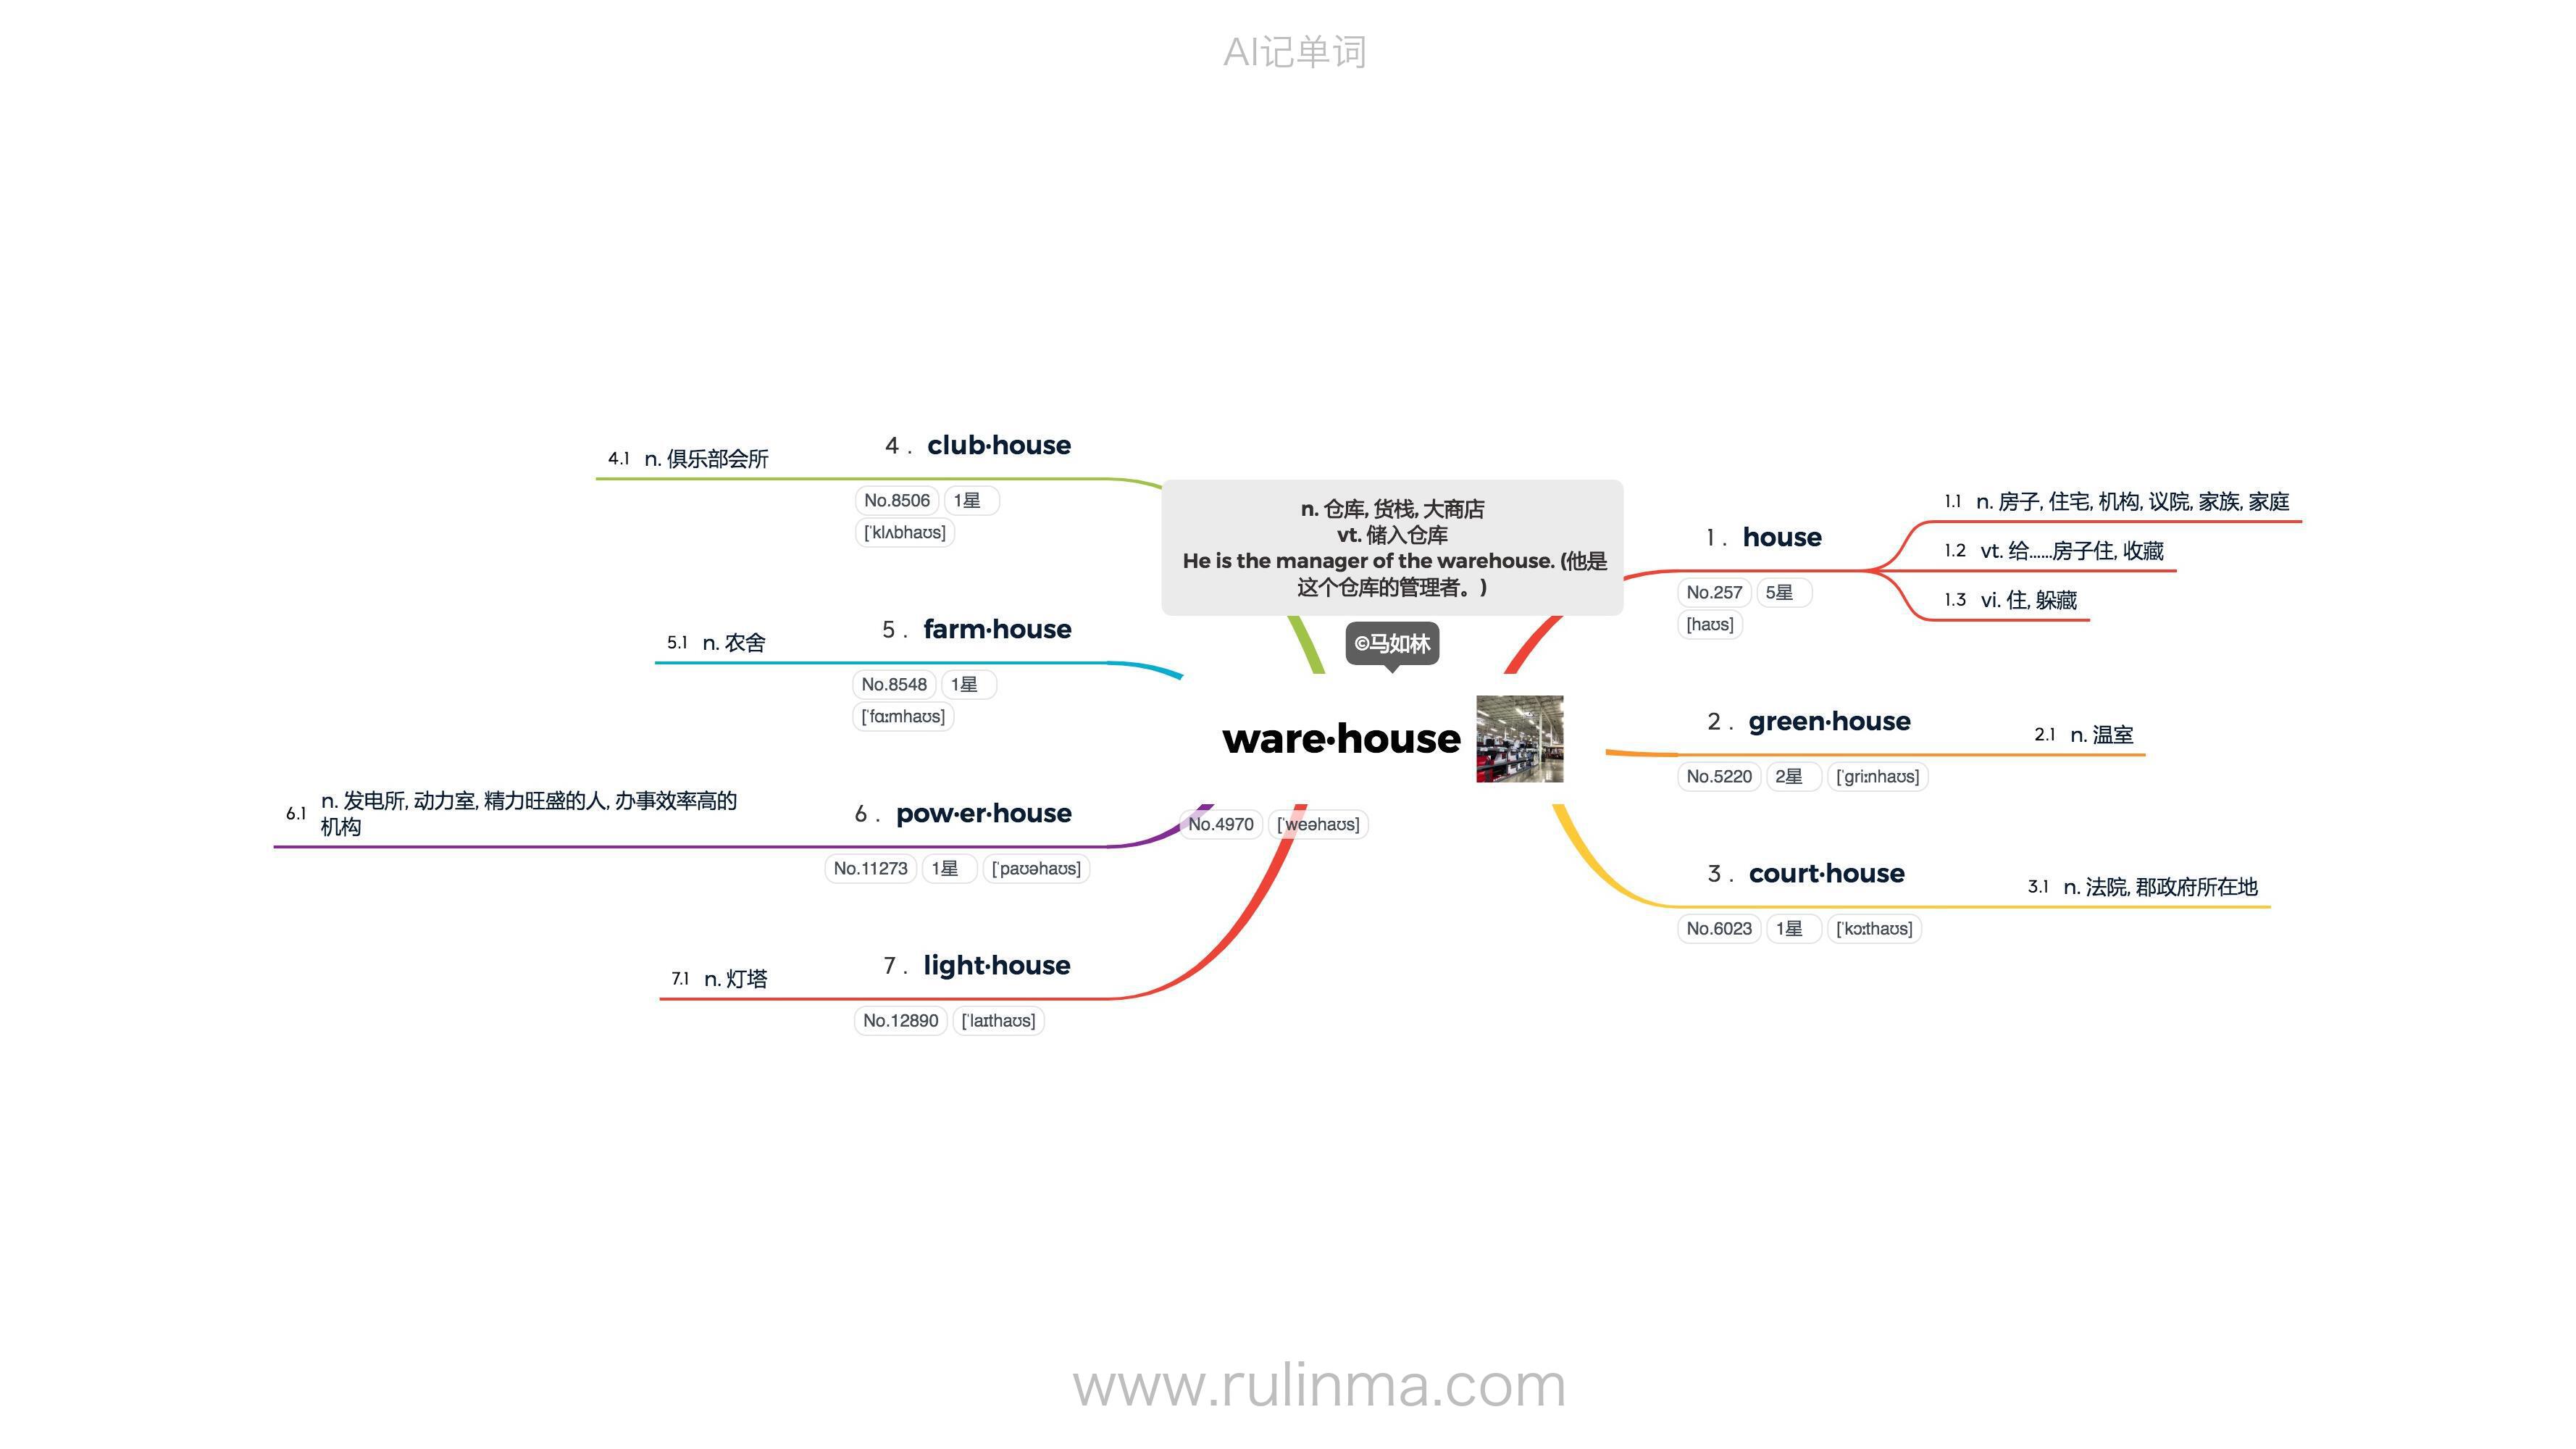 AI记单词
n. 仓库, 货栈, 大商店
vt. 储入仓库
He is the manager of the warehouse. (他是
这个仓库的管理者。)
©马如林
ware·house
No.4970 ['weəhaʊs]
1. house
No.257 5星
[haʊs]
1.1 n. 房子, 住宅, 机构, 议院, 家族, 家庭
1.2 vt. 给……房子住, 收藏
1.3 vi. 住, 躲藏
2. green·house
No.5220 2星 ['ɡriːnhaʊs]
2.1 n. 温室
3. court·house
No.6023 1星 ['kɔːthaʊs]
3.1 n. 法院, 郡政府所在地
4. club·house
No.8506 1星
['klʌbhaʊs]
4.1 n. 俱乐部会所
5. farm·house
No.8548 1星
['fɑːmhaʊs]
5.1 n. 农舍
6. pow·er·house
No.11273 1星 ['paʊəhaʊs]
6.1 n. 发电所, 动力室, 精力旺盛的人, 办事效率高的
机构
7. light·house
No.12890 ['laɪthaʊs]
7.1 n. 灯塔
www.rulinma.com